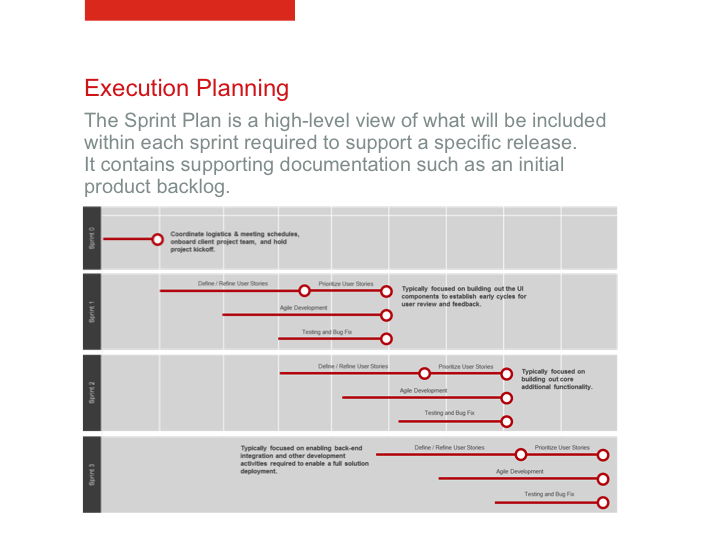 Execution Planning
The Sprint Plan is a high-level view of what will be included
within each sprint required to support a specific release.
It contains supporting documentation such as an initial
product backlog.
Sprint 0
Coordinate logistics & meeting schedules,
onboard client project team, and hold
project kickoff.
Sprint 1
Define / Refine User Stories
Prioritize User Stories
Agile Development
Testing and Bug Fix
Typically focused on building out the UI
components to establish early cycles for
user review and feedback.
Sprint 2
Define / Refine User Stories
Prioritize User Stories
Agile Development
Testing and Bug Fix
Typically focused on
building out core
additional functionality.
Sprint 3
Typically focused on enabling back-end
integration and other development
activities required to enable a full solution
deployment.
Define / Refine User Stories
Prioritize User Stories
Agile Development
Testing and Bug Fix